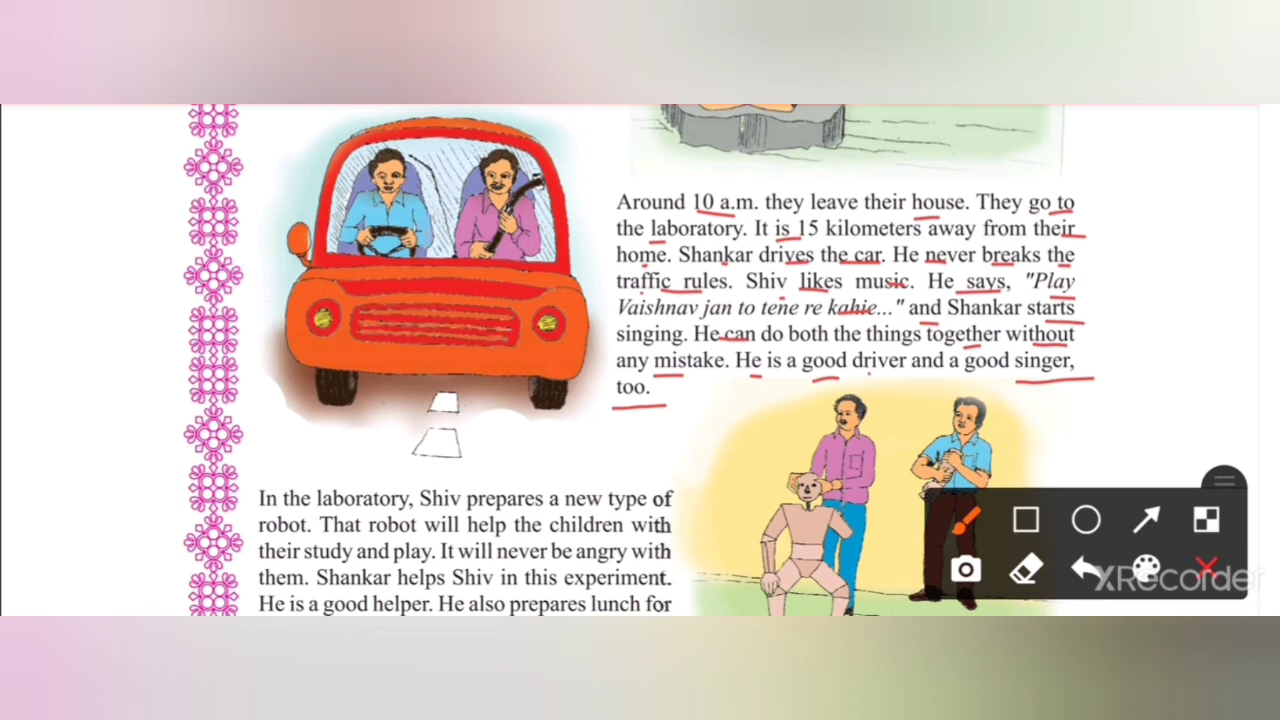 Around 10 a.m. they leave their house. They go to
the laboratory. It is 15 kilometers away from their
home. Shankar drives the car. He never breaks the
traffic rules. Shiv likes music. He says, "Play
Vaishnav jan to tene re kahie..." and Shankar starts
singing. He can do both the things together without
any mistake. He is a good driver and a good singer,
too.
In the laboratory, Shiv prepares a new type of
robot. That robot will help the children with
their study and play. It will never be angry with
them. Shankar helps Shiv in this experiment.
He is a good helper. He also prepares lunch for
XRecorder